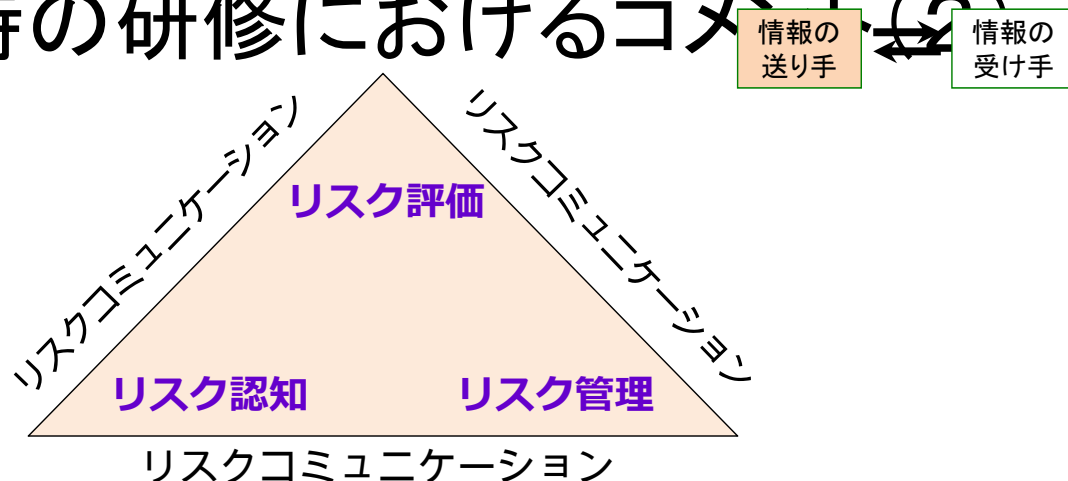 の研修におけるコメント(2)
情報の
送り手
情報の
受け手
リスクコミュニケーション
リスクコミュニケーション
リスク評価
リスク認知
リスク管理
リスクコミュニケーション